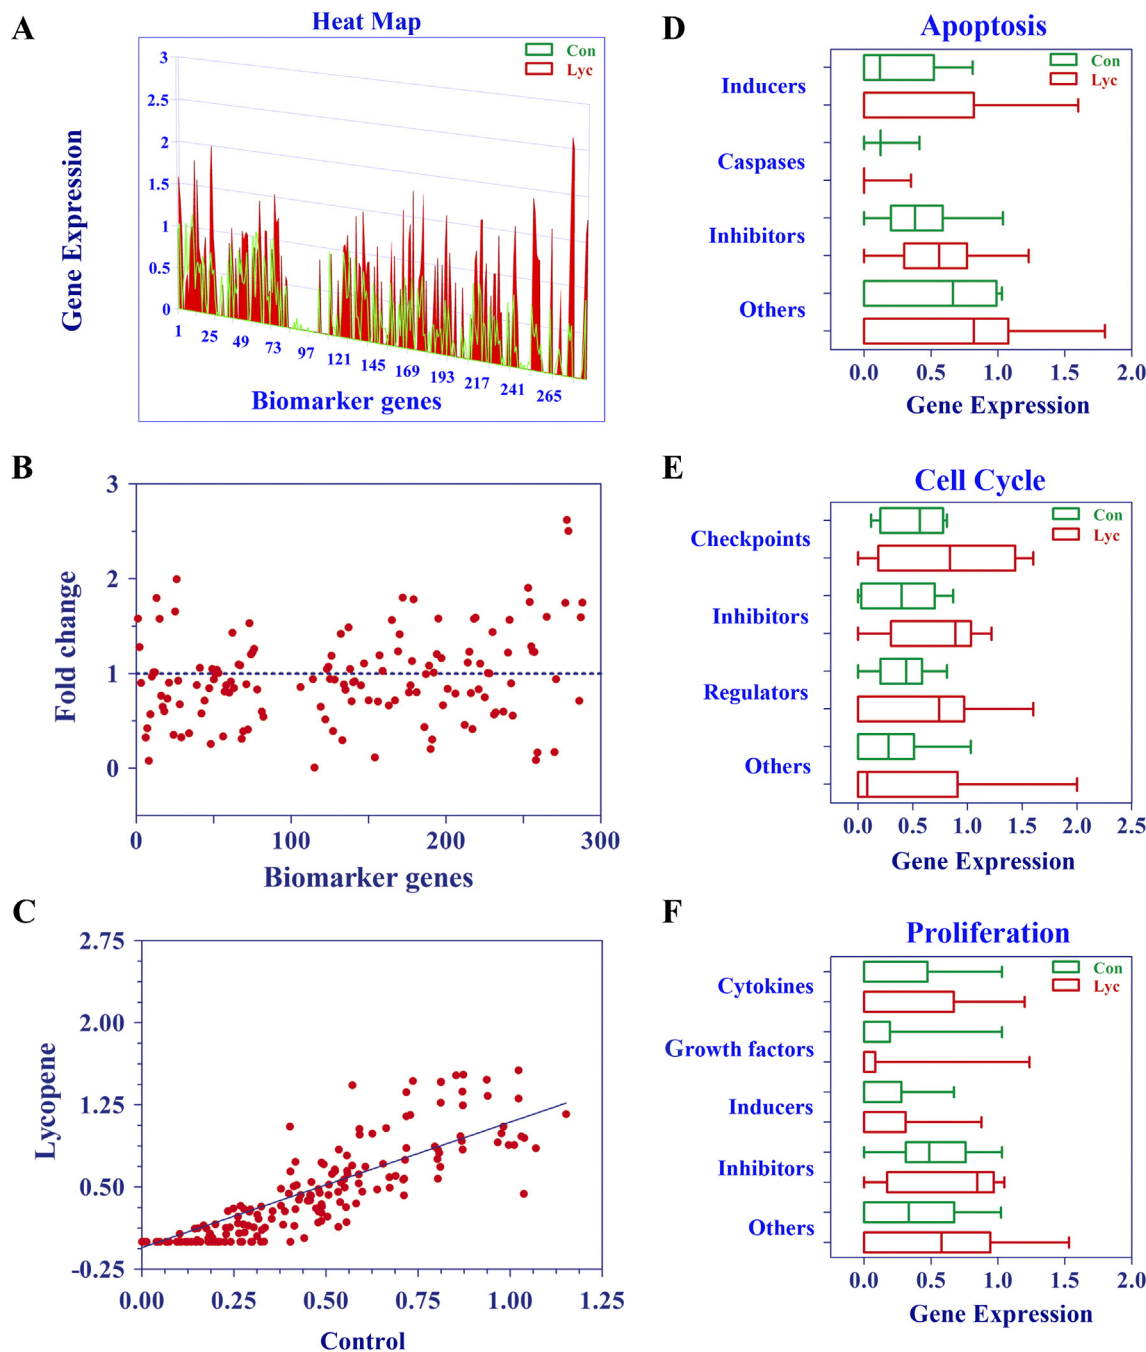 A
Heat Map
Con
Lyc
3
2.5
2
1.5
1
0.5
0
Gene Expression
1 25 49 73 97 121 145 169 193 217 241 265
Biomarker genes
B
3
2
1
0
Fold change
0 100 200 300
Biomarker genes
C
2.75
2.00
1.25
0.50
-0.25
Lycopene
0.00 0.25 0.50 0.75 1.00 1.25
Control
D
Apoptosis
Con
Lyc
Inducers
Caspases
Inhibitors
Others
0.0 0.5 1.0 1.5 2.0
Gene Expression
E
Cell Cycle
Con
Lyc
Checkpoints
Inhibitors
Regulators
Others
0.0 0.5 1.0 1.5 2.0 2.5
Gene Expression
F
Proliferation
Con
Lyc
Cytokines
Growth factors
Inducers
Inhibitors
Others
0.0 0.5 1.0 1.5 2.0
Gene Expression